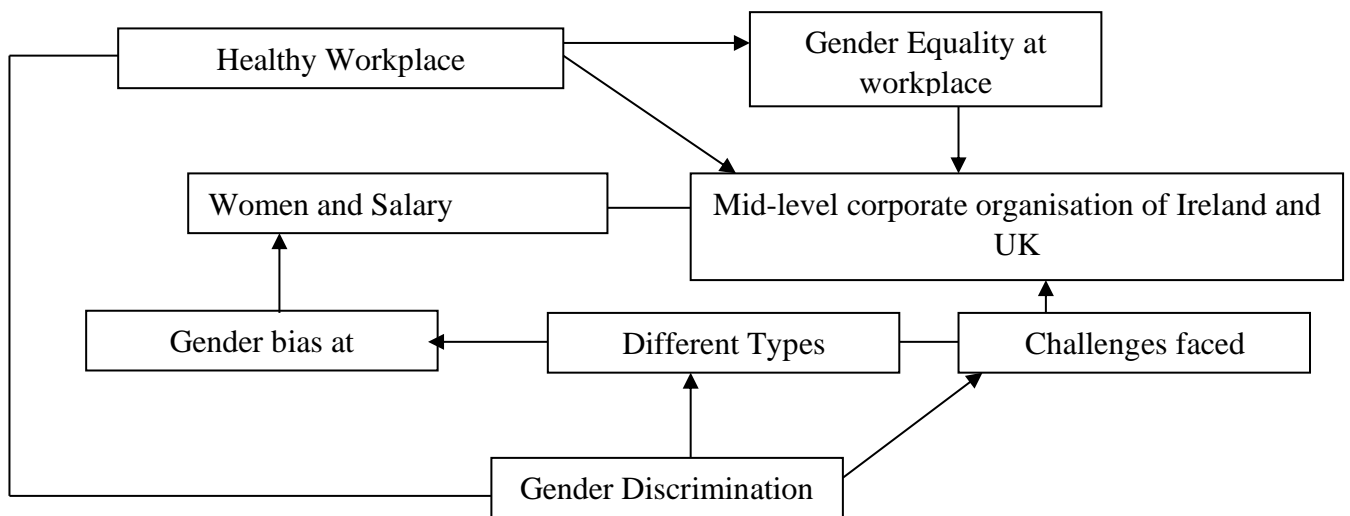 Healthy Workplace
Gender Equality at
workplace
Women and Salary
Mid-level corporate organisation of Ireland and
UK
Gender bias at
Different Types
Challenges faced
Gender Discrimination